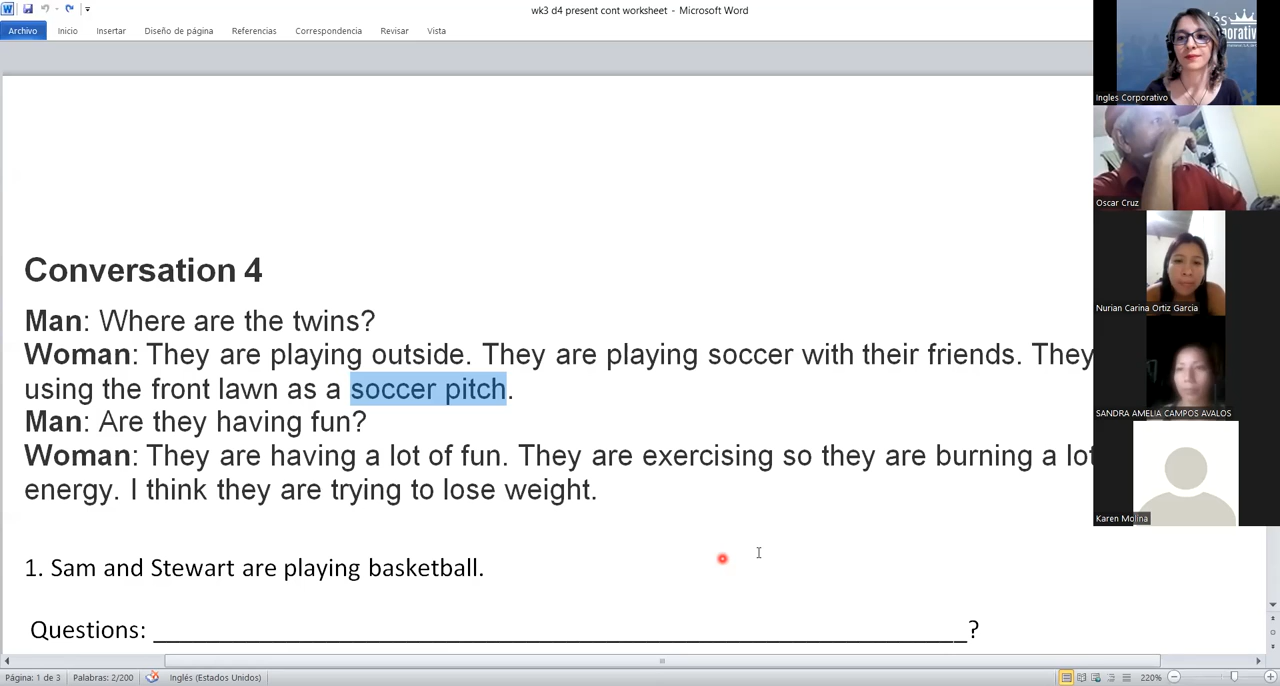 wk3 d4 present cont worksheet - Microsoft Word
Archivo Inicio Insertar Diseño de página Referencias Correspondencia Revisar Vista
Ingles Corporativo
Oscar Cruz
Nurian Carina Ortiz Garcia
SANDRA AMELIA CAMPOS AVALOS
Karen Molina
Conversation 4
Man: Where are the twins?
Woman: They are playing outside. They are playing soccer with their friends. They
using the front lawn as a soccer pitch.
Man: Are they having fun?
Woman: They are having a lot of fun. They are exercising so they are burning a lot
energy. I think they are trying to lose weight.
1. Sam and Stewart are playing basketball.
Questions: ____________________________________________________________?
Página: 1 de 3 Palabras: 2/200 Inglés (Estados Unidos) 220%